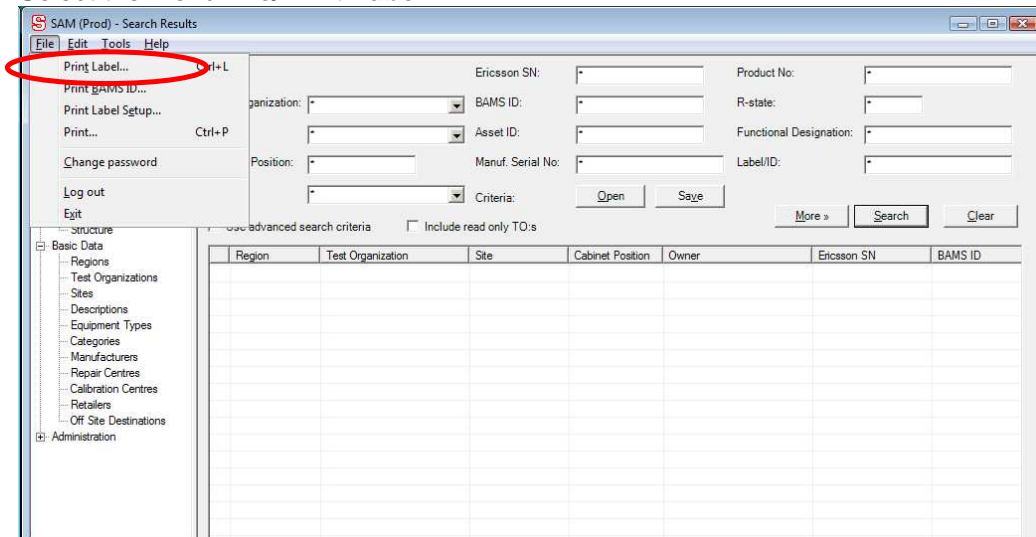 SAM (Prod) - Search Results
File Edit Tools Help
Print Label... Ctrl+L
Print BAMS ID...
Print Label Setup...
Print... Ctrl+P
Change password
Log out
Exit
Ericsson SN: * Product No: *
* BAMS ID: * R-state: *
* Asset ID: * Functional Designation: *
Position: * Manuf. Serial No: * Label/ID: *
* Criteria: Open Save
More » Search Clear
advanced search criteria Include read only TO:s
Structure
Basic Data
Regions
Test Organizations
Sites
Descriptions
Equipment Types
Categories
Manufacturers
Repair Centres
Calibration Centres
Retailers
Off Site Destinations
Administration
Region Test Organization Site Cabinet Position Owner Ericsson SN BAMS ID